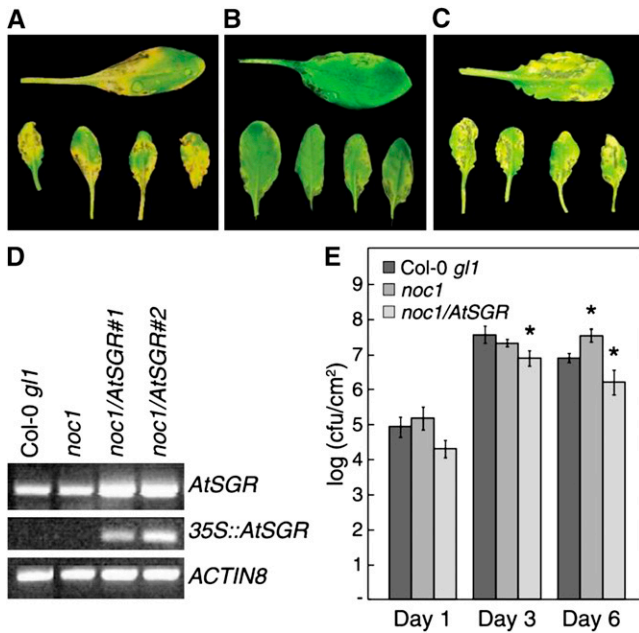 A
B
C
D
Col-0 gl1
noc1
noc1/AtSGR#1
noc1/AtSGR#2
AtSGR
35S::AtSGR
ACTIN8
E
Col-0 gl1
noc1
noc1/AtSGR
log (cfu/cm²)
9
8
7
6
5
4
3
2
1
* * *
Day 1 Day 3 Day 6